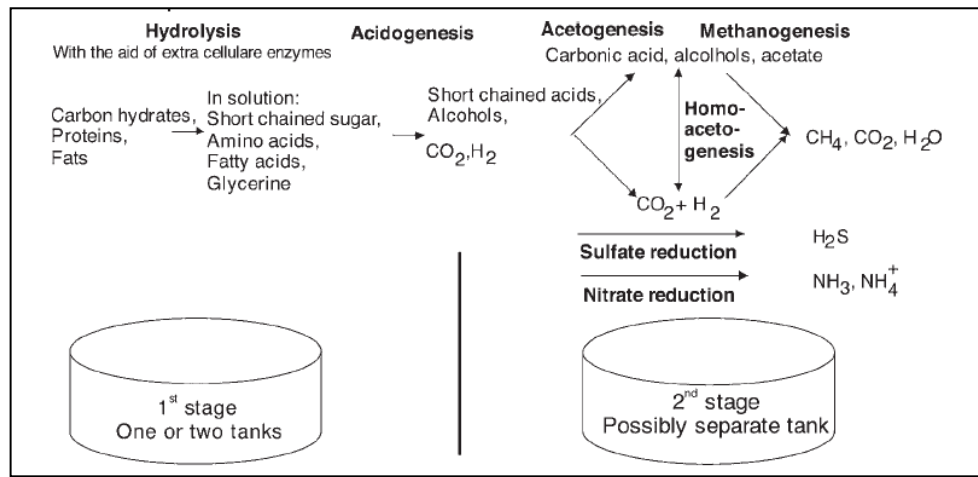 Hydrolysis
With the aid of extra cellulare enzymes
Acidogenesis
Acetogenesis
Methanogenesis
Carbonic acid, alcolhols, acetate
Carbon hydrates,
Proteins,
Fats
In solution:
Short chained sugar,
Amino acids,
Fatty acids,
Glycerine
Short chained acids,
Alcohols,
CO2,H2
Homo-
aceto-
genesis
CO2+ H2
CH4, CO2, H2O
Sulfate reduction
H2S
Nitrate reduction
NH3, NH4+
1st stage
One or two tanks
2nd stage
Possibly separate tank